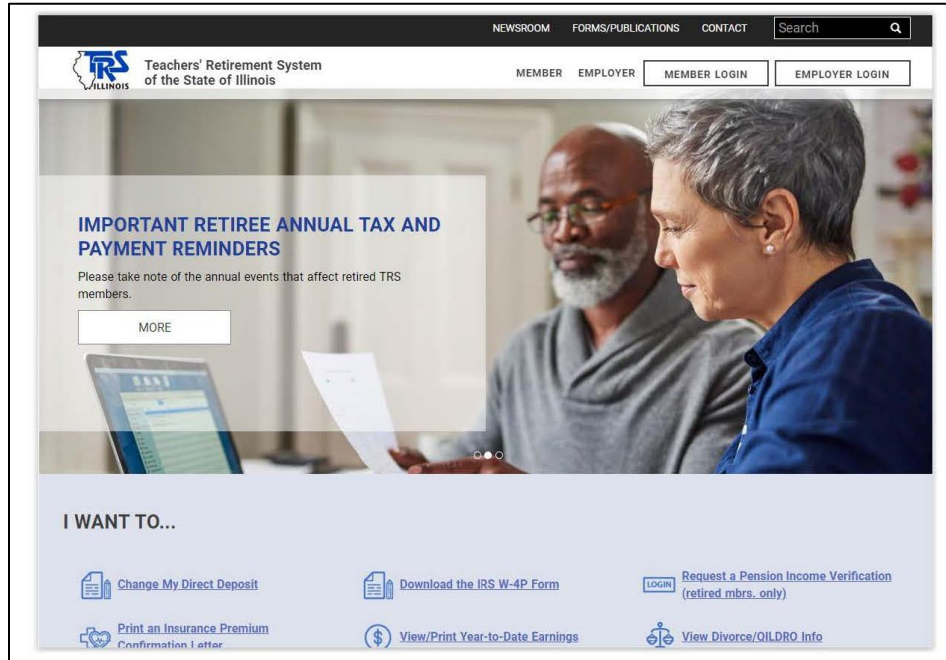 NEWSROOM FORMS/PUBLICATIONS CONTACT Search
TRS
ILLINOIS
Teachers' Retirement System
of the State of Illinois
MEMBER EMPLOYER MEMBER LOGIN EMPLOYER LOGIN
IMPORTANT RETIREE ANNUAL TAX AND
PAYMENT REMINDERS
Please take note of the annual events that affect retired TRS
members.
MORE
I WANT TO...
Change My Direct Deposit
Download the IRS W-4P Form
LOGIN
Request a Pension Income Verification
(retired mbrs. only)
Print an Insurance Premium
Confirmation Letter
$
View/Print Year-to-Date Earnings
View Divorce/QILDRO Info